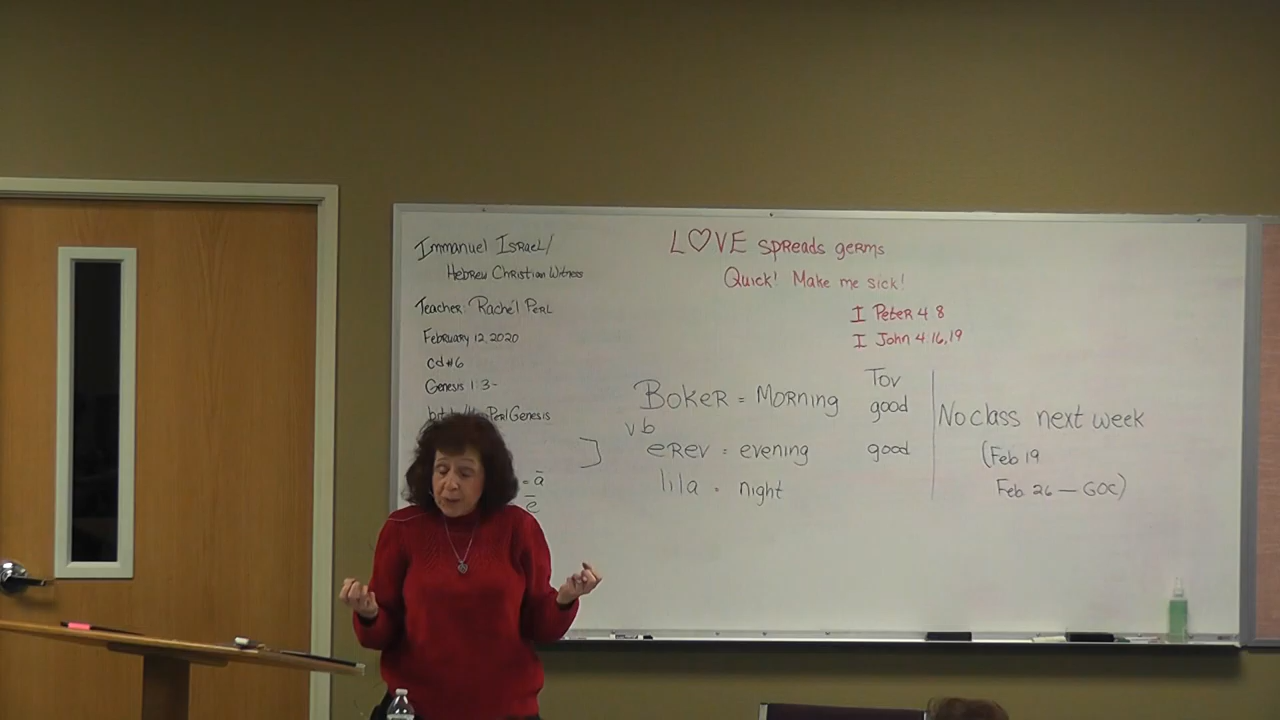 Immanuel Israel/
Hebrew Christian Witness
Teacher: Rachel Perl
February 12, 2020
cd#6
Genesis 1:3-
PerlGenesis
= ā
ē
L♡VE spreads germs
Quick! Make me sick!
I Peter 4 8
I John 4:16,19
Tov
Boker = Morning good
v b
erev = evening good
lila = night
No class next week
(Feb 19
Feb 26 — GOC)